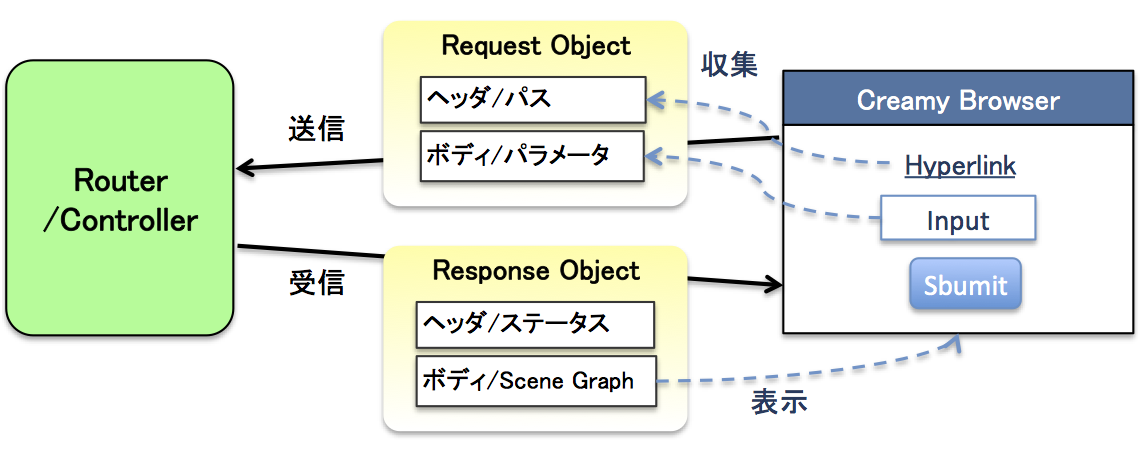 Request Object
ヘッダ/パス
ボディ/パラメータ
収集
Creamy Browser
Hyperlink
Input
Sbumit
送信
Router
/Controller
受信
Response Object
ヘッダ/ステータス
ボディ/Scene Graph
表示